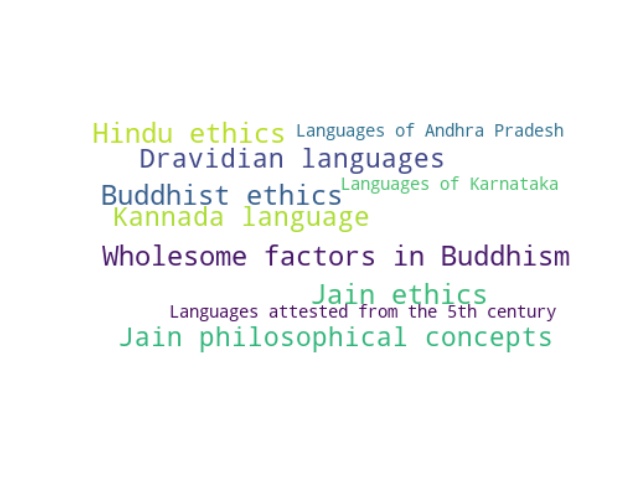 Hindu ethics
Languages of Andhra Pradesh
Dravidian languages
Languages of Karnataka
Buddhist ethics
Kannada language
Wholesome factors in Buddhism
Jain ethics
Languages attested from the 5th century
Jain philosophical concepts